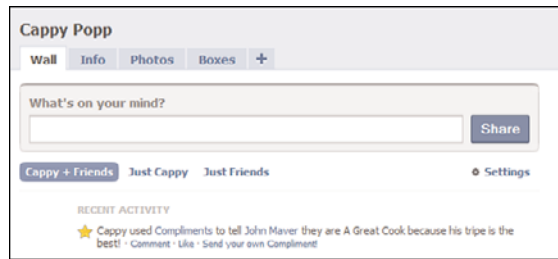 Cappy Popp
Wall Info Photos Boxes +
What's on your mind?
Share
Cappy + Friends Just Cappy Just Friends Settings
RECENT ACTIVITY
Cappy used Compliments to tell John Maver they are A Great Cook because his tripe is the
best! · Comment · Like · Send your own Compliment!